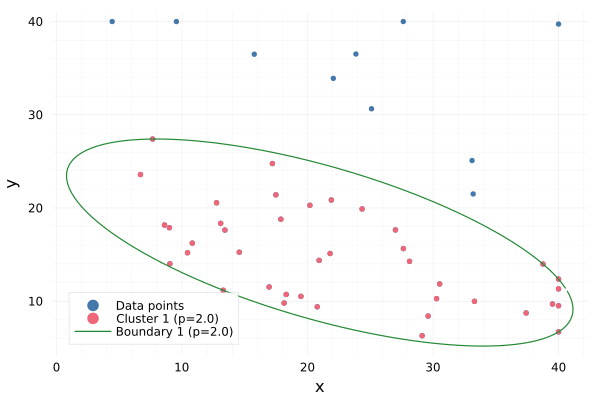 40
30
20
10
y
Data points
Cluster 1 (p=2.0)
Boundary 1 (p=2.0)
0 10 20 30 40
x